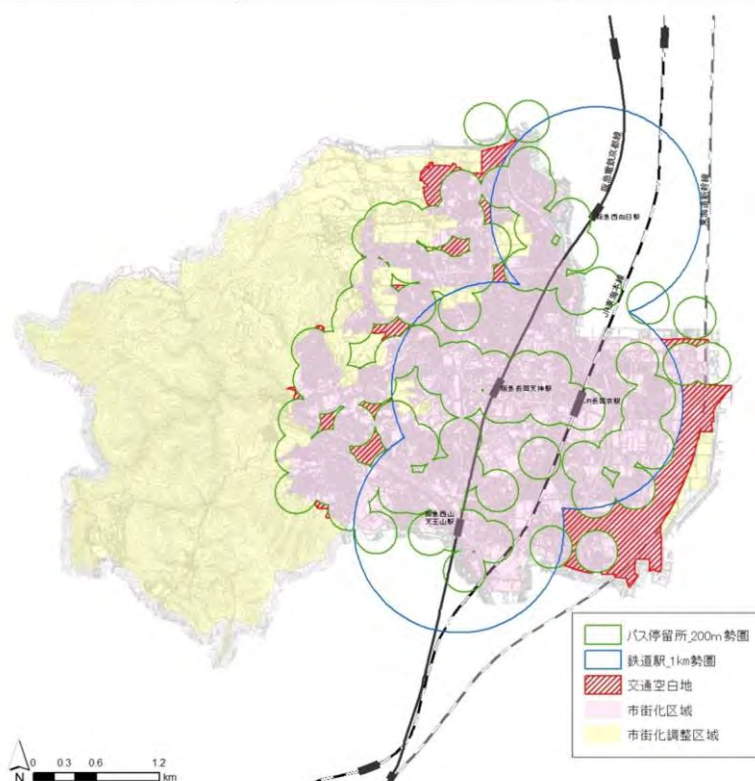 阪急電鉄京都線
東海道新幹線
阪急西向日駅
JR東海道本線
阪急長岡天神駅
JR長岡京駅
阪急西山
天王山駅
バス停留所_200m勢圏
鉄道駅_1km勢圏
交通空白地
市街化区域
市街化調整区域
N
0 0.3 0.6 1.2
km